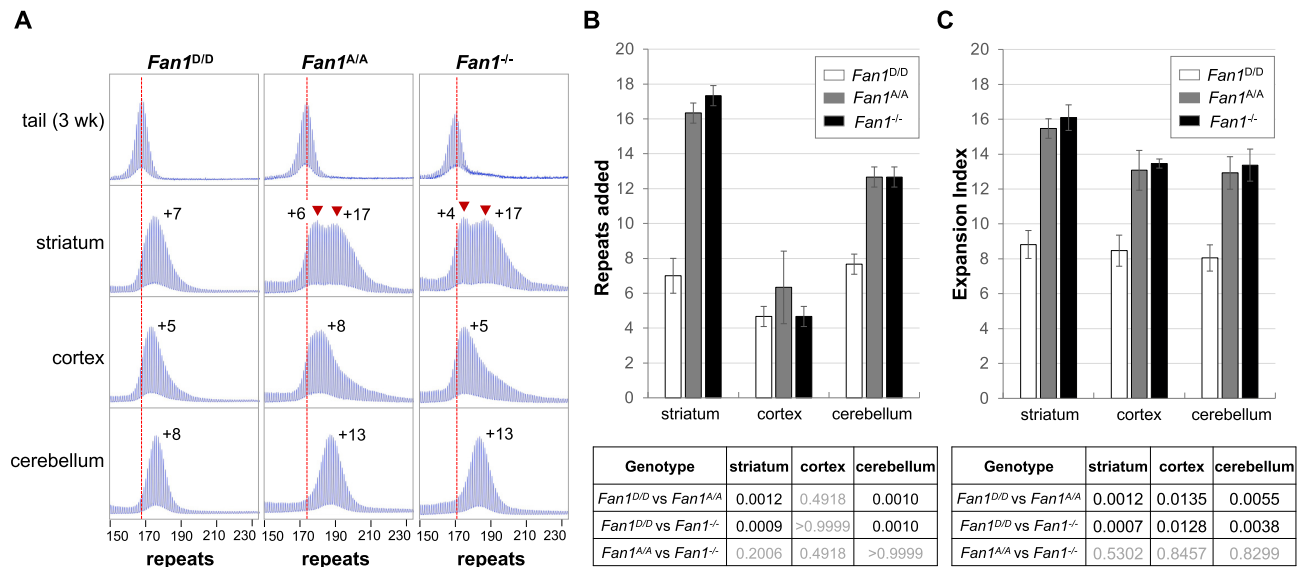 A
Fan1D/D Fan1A/A Fan1-/-
tail (3 wk)
striatum
+7 +6 +17 +4 +17
cortex
+5 +8 +5
cerebellum
+8 +13 +13
150 170 190 210 230 150 170 190 210 230 150 170 190 210 230
repeats repeats repeats
B
Repeats added
20
18
16
14
12
10
8
6
4
2
0
Fan1D/D
Fan1A/A
Fan1-/-
striatum cortex cerebellum
Genotype striatum cortex cerebellum
Fan1D/D vs Fan1A/A 0.0012 0.4918 0.0010
Fan1D/D vs Fan1-/- 0.0009 >0.9999 0.0010
Fan1A/A vs Fan1-/- 0.2006 0.4918 >0.9999
C
Expansion Index
20
18
16
14
12
10
8
6
4
2
0
Fan1D/D
Fan1A/A
Fan1-/-
striatum cortex cerebellum
Genotype striatum cortex cerebellum
Fan1D/D vs Fan1A/A 0.0012 0.0135 0.0055
Fan1D/D vs Fan1-/- 0.0007 0.0128 0.0038
Fan1A/A vs Fan1-/- 0.5302 0.8457 0.8299